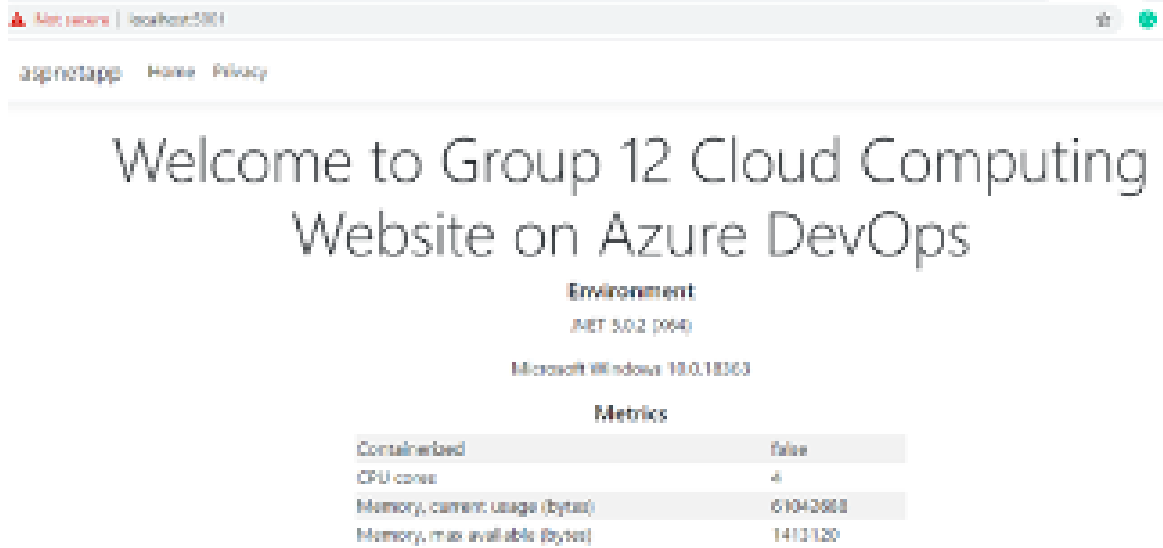 Not secure | localhost:5001
aspnetapp Home Privacy
Welcome to Group 12 Cloud Computing
Website on Azure DevOps
Environment
.NET 5.0.2 (X64)
Microsoft Windows 10.0.18363
Metrics
Containerized false
CPU cores 4
Memory, current usage (bytes)
Memory, max available (bytes) 1413120